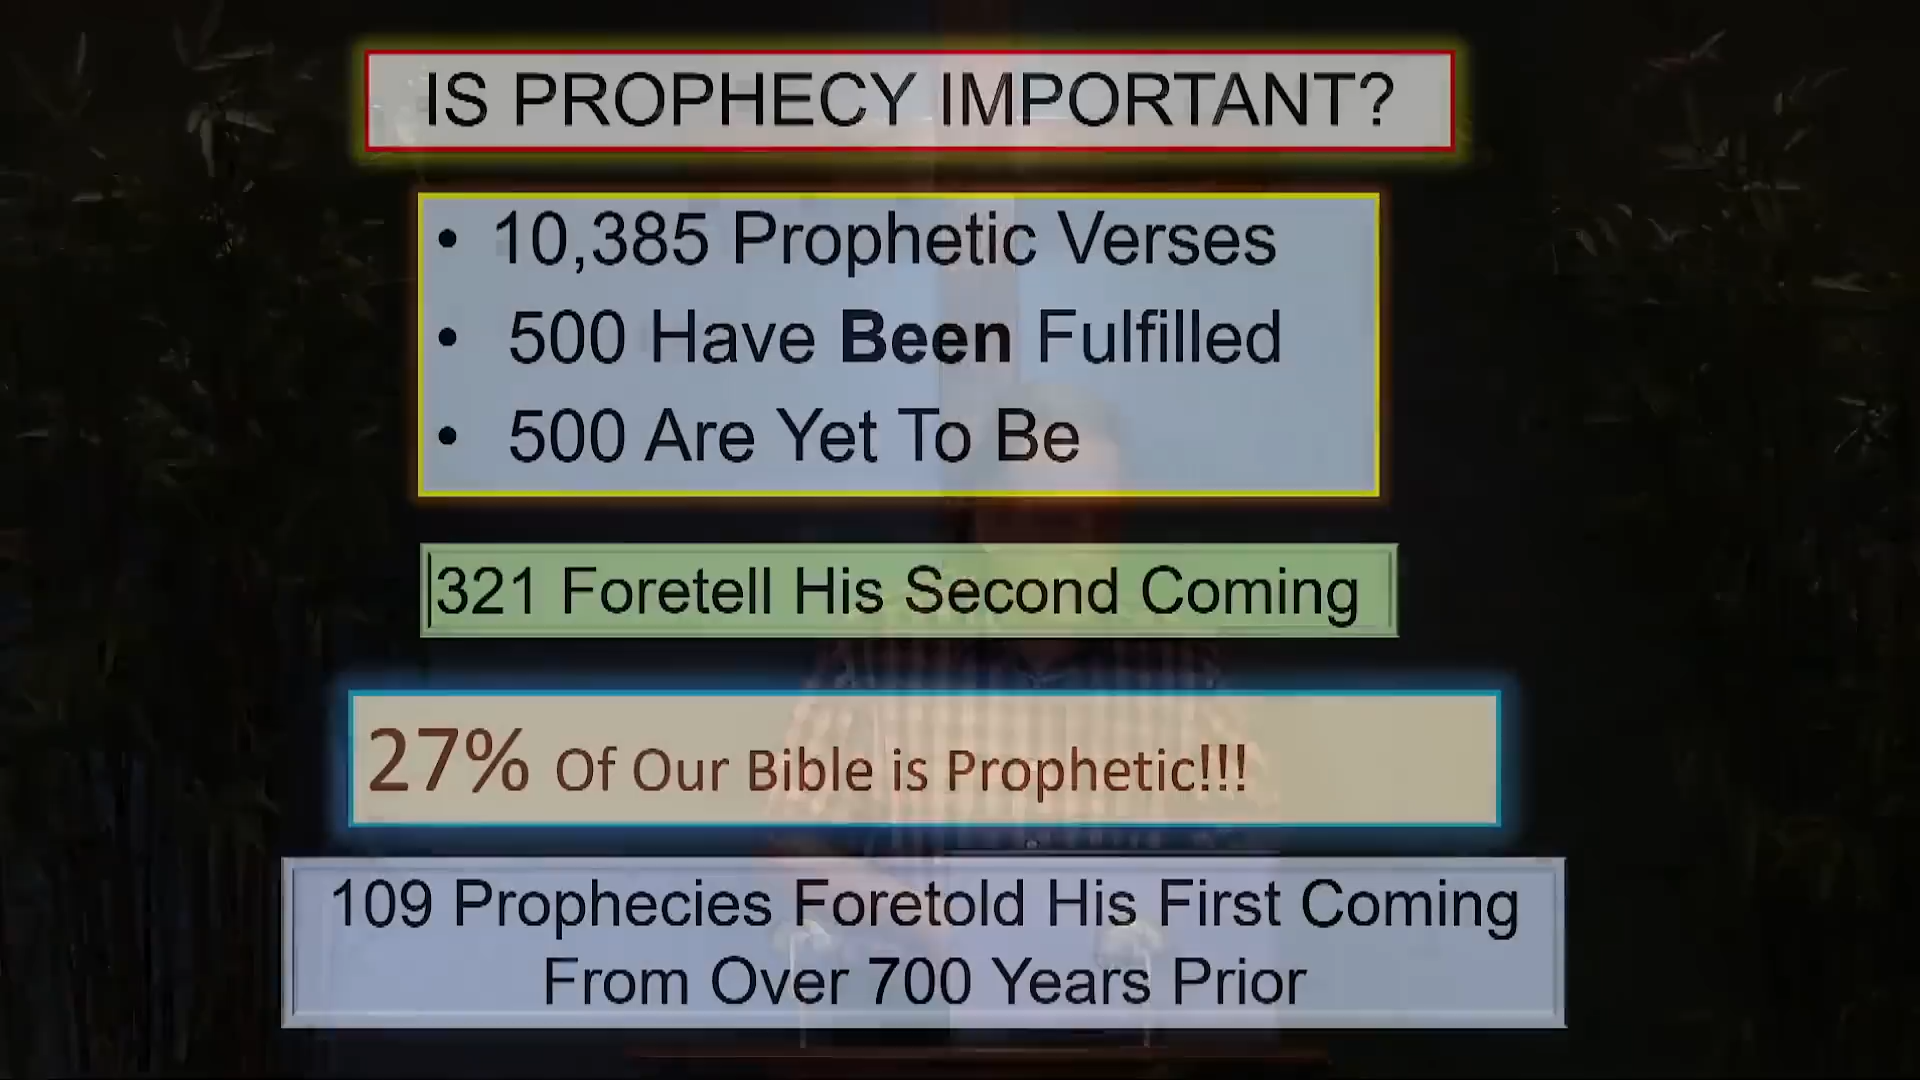 IS PROPHECY IMPORTANT?
• 10,385 Prophetic Verses
• 500 Have Been Fulfilled
• 500 Are Yet To Be
321 Foretell His Second Coming
27% Of Our Bible is Prophetic!!!
109 Prophecies Foretold His First Coming
From Over 700 Years Prior